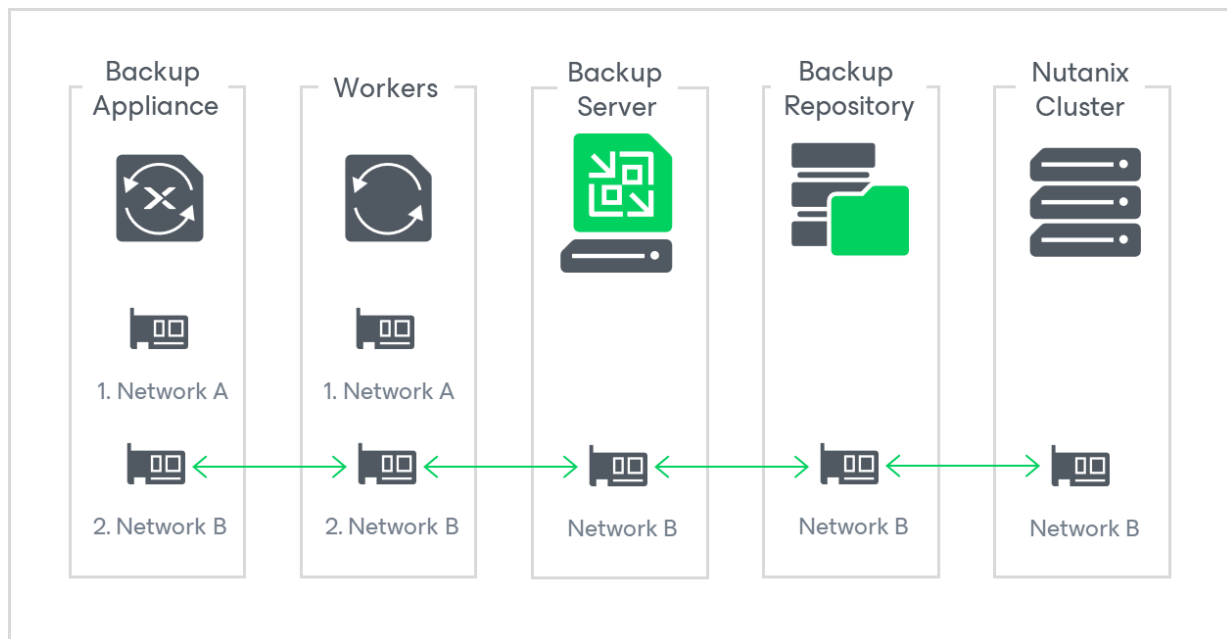 Backup
Appliance
Workers
Backup
Server
Backup
Repository
Nutanix
Cluster
1. Network A
1. Network A
2. Network B
2. Network B
Network B
Network B
Network B